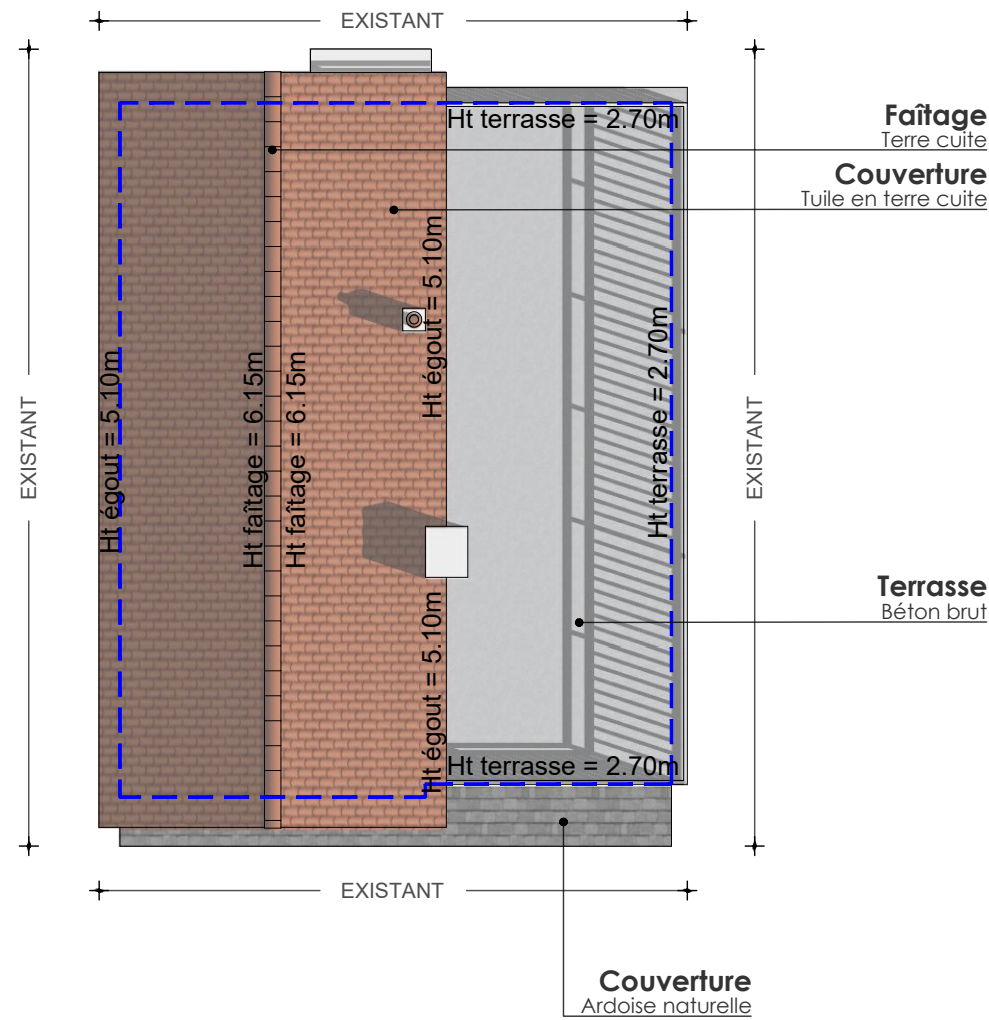 EXISTANT
Ht terrasse = 2.70m
Faîtage
Terre cuite
Couverture
Tuile en terre cuite
EXISTANT
Ht égout = 5.10m
Ht faîtage = 6.15m
Ht faîtage = 6.15m
Ht égout = 5.10m
Ht terrasse = 2.70m
EXISTANT
Terrasse
Béton brut
Ht égout = 5.10m
Ht terrasse = 2.70m
EXISTANT
Couverture
Ardoise naturelle